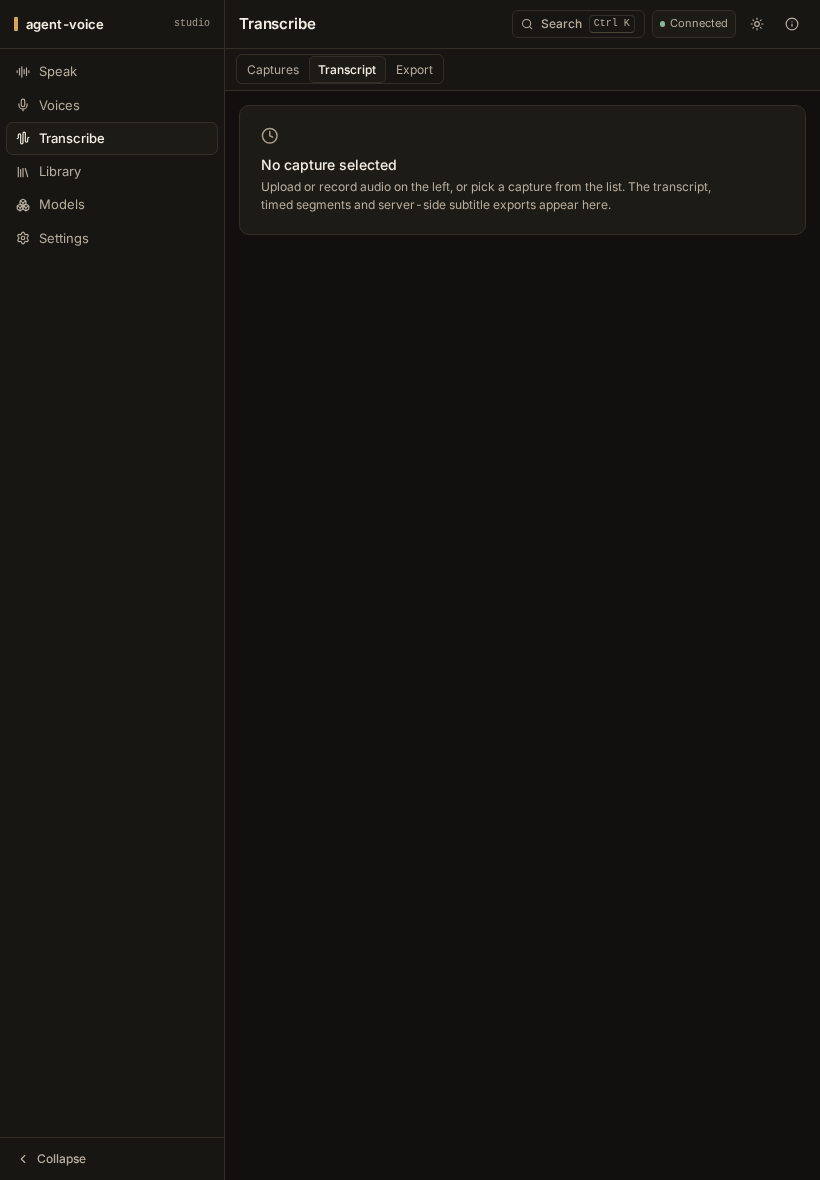 agent-voice
studio
Transcribe
Search
Ctrl K
Connected
Speak
Voices
Transcribe
Library
Models
Settings
Captures
Transcript
Export
No capture selected
Upload or record audio on the left, or pick a capture from the list. The transcript,
timed segments and server-side subtitle exports appear here.
Collapse